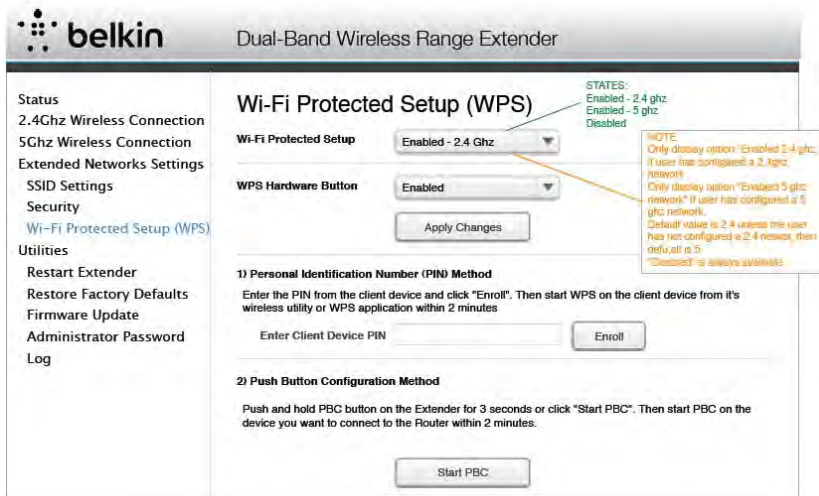 belkin
Dual-Band Wireless Range Extender
Status
2.4Ghz Wireless Connection
5Ghz Wireless Connection
Extended Networks Settings
SSID Settings
Security
Wi-Fi Protected Setup (WPS)
Utilities
Restart Extender
Restore Factory Defaults
Firmware Update
Administrator Password
Log
Wi-Fi Protected Setup (WPS)
Wi-Fi Protected Setup
Enabled - 2.4 Ghz
WPS Hardware Button
Enabled
Apply Changes
STATES:
Enabled - 2.4 ghz
Enabled - 5 ghz
Disabled
NOTE
Only display option "Enabled 2.4 ghz,
if user has configured a 2.4ghz
network
Only display option "Enabled 5 ghz
network" if user has configured a 5
ghz network.
Default value is 2.4 unless the user
has not configured a 2.4 networ, then
is 5.
"Disabled" is always available
1) Personal Identification Number (PIN) Method
Enter the PIN from the client device and click "Enroll". Then start WPS on the client device from it's
wireless utility or WPS application within 2 minutes
Enter Client Device PIN
Enroll
2) Push Button Configuration Method
Push and hold PBC button on the Extender for 3 seconds or click "Start PBC". Then start PBC on the
device you want to connect to the Router within 2 minutes.
Start PBC